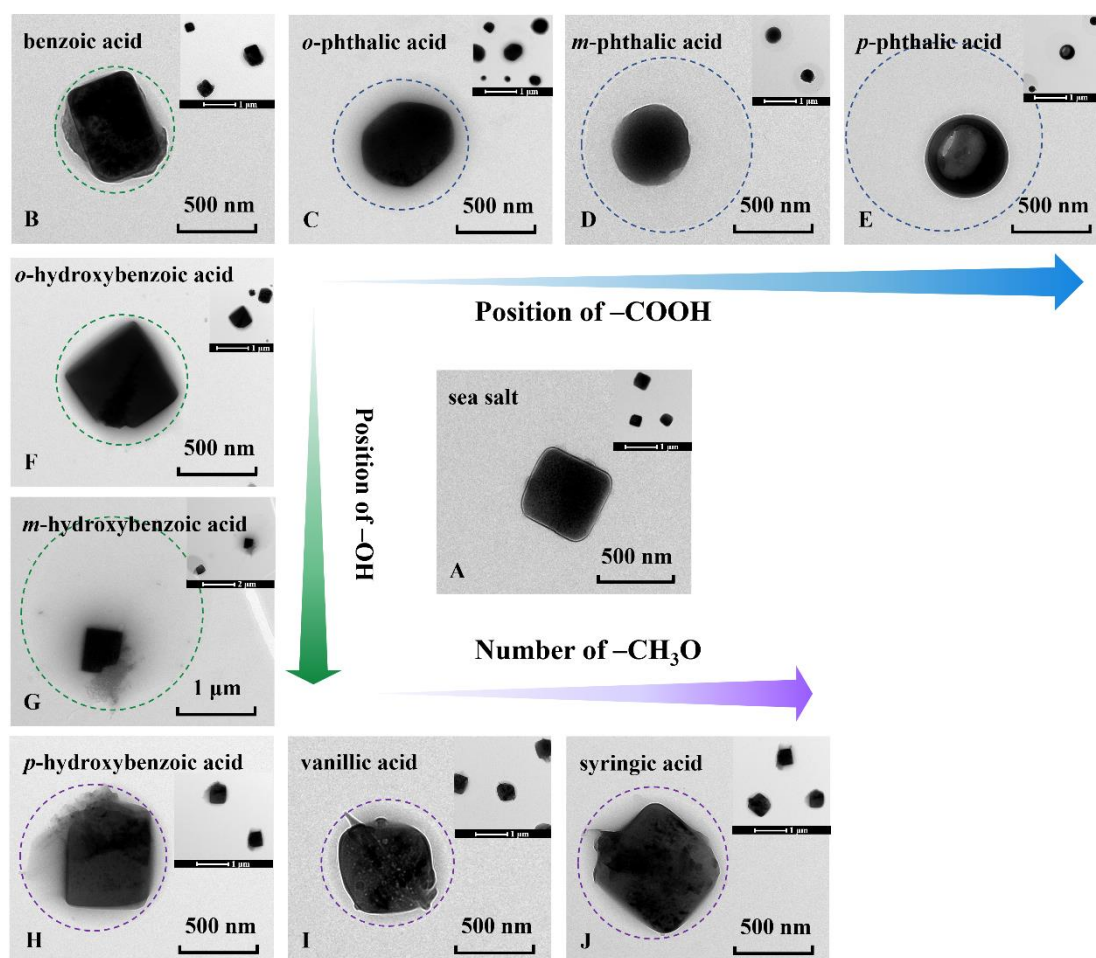 benzoic acid
1 µm
B
500 nm
o-phthalic acid
1 µm
C
500 nm
m-phthalic acid
1 µm
D
500 nm
p-phthalic acid
1 µm
E
500 nm
o-hydroxybenzoic acid
1 µm
F
500 nm
Position of –COOH
Position of –OH
sea salt
1 µm
A
500 nm
m-hydroxybenzoic acid
2 µm
G
1 µm
Number of –CH₃O
p-hydroxybenzoic acid
1 µm
H
500 nm
vanillic acid
1 µm
I
500 nm
syringic acid
1 µm
J
500 nm